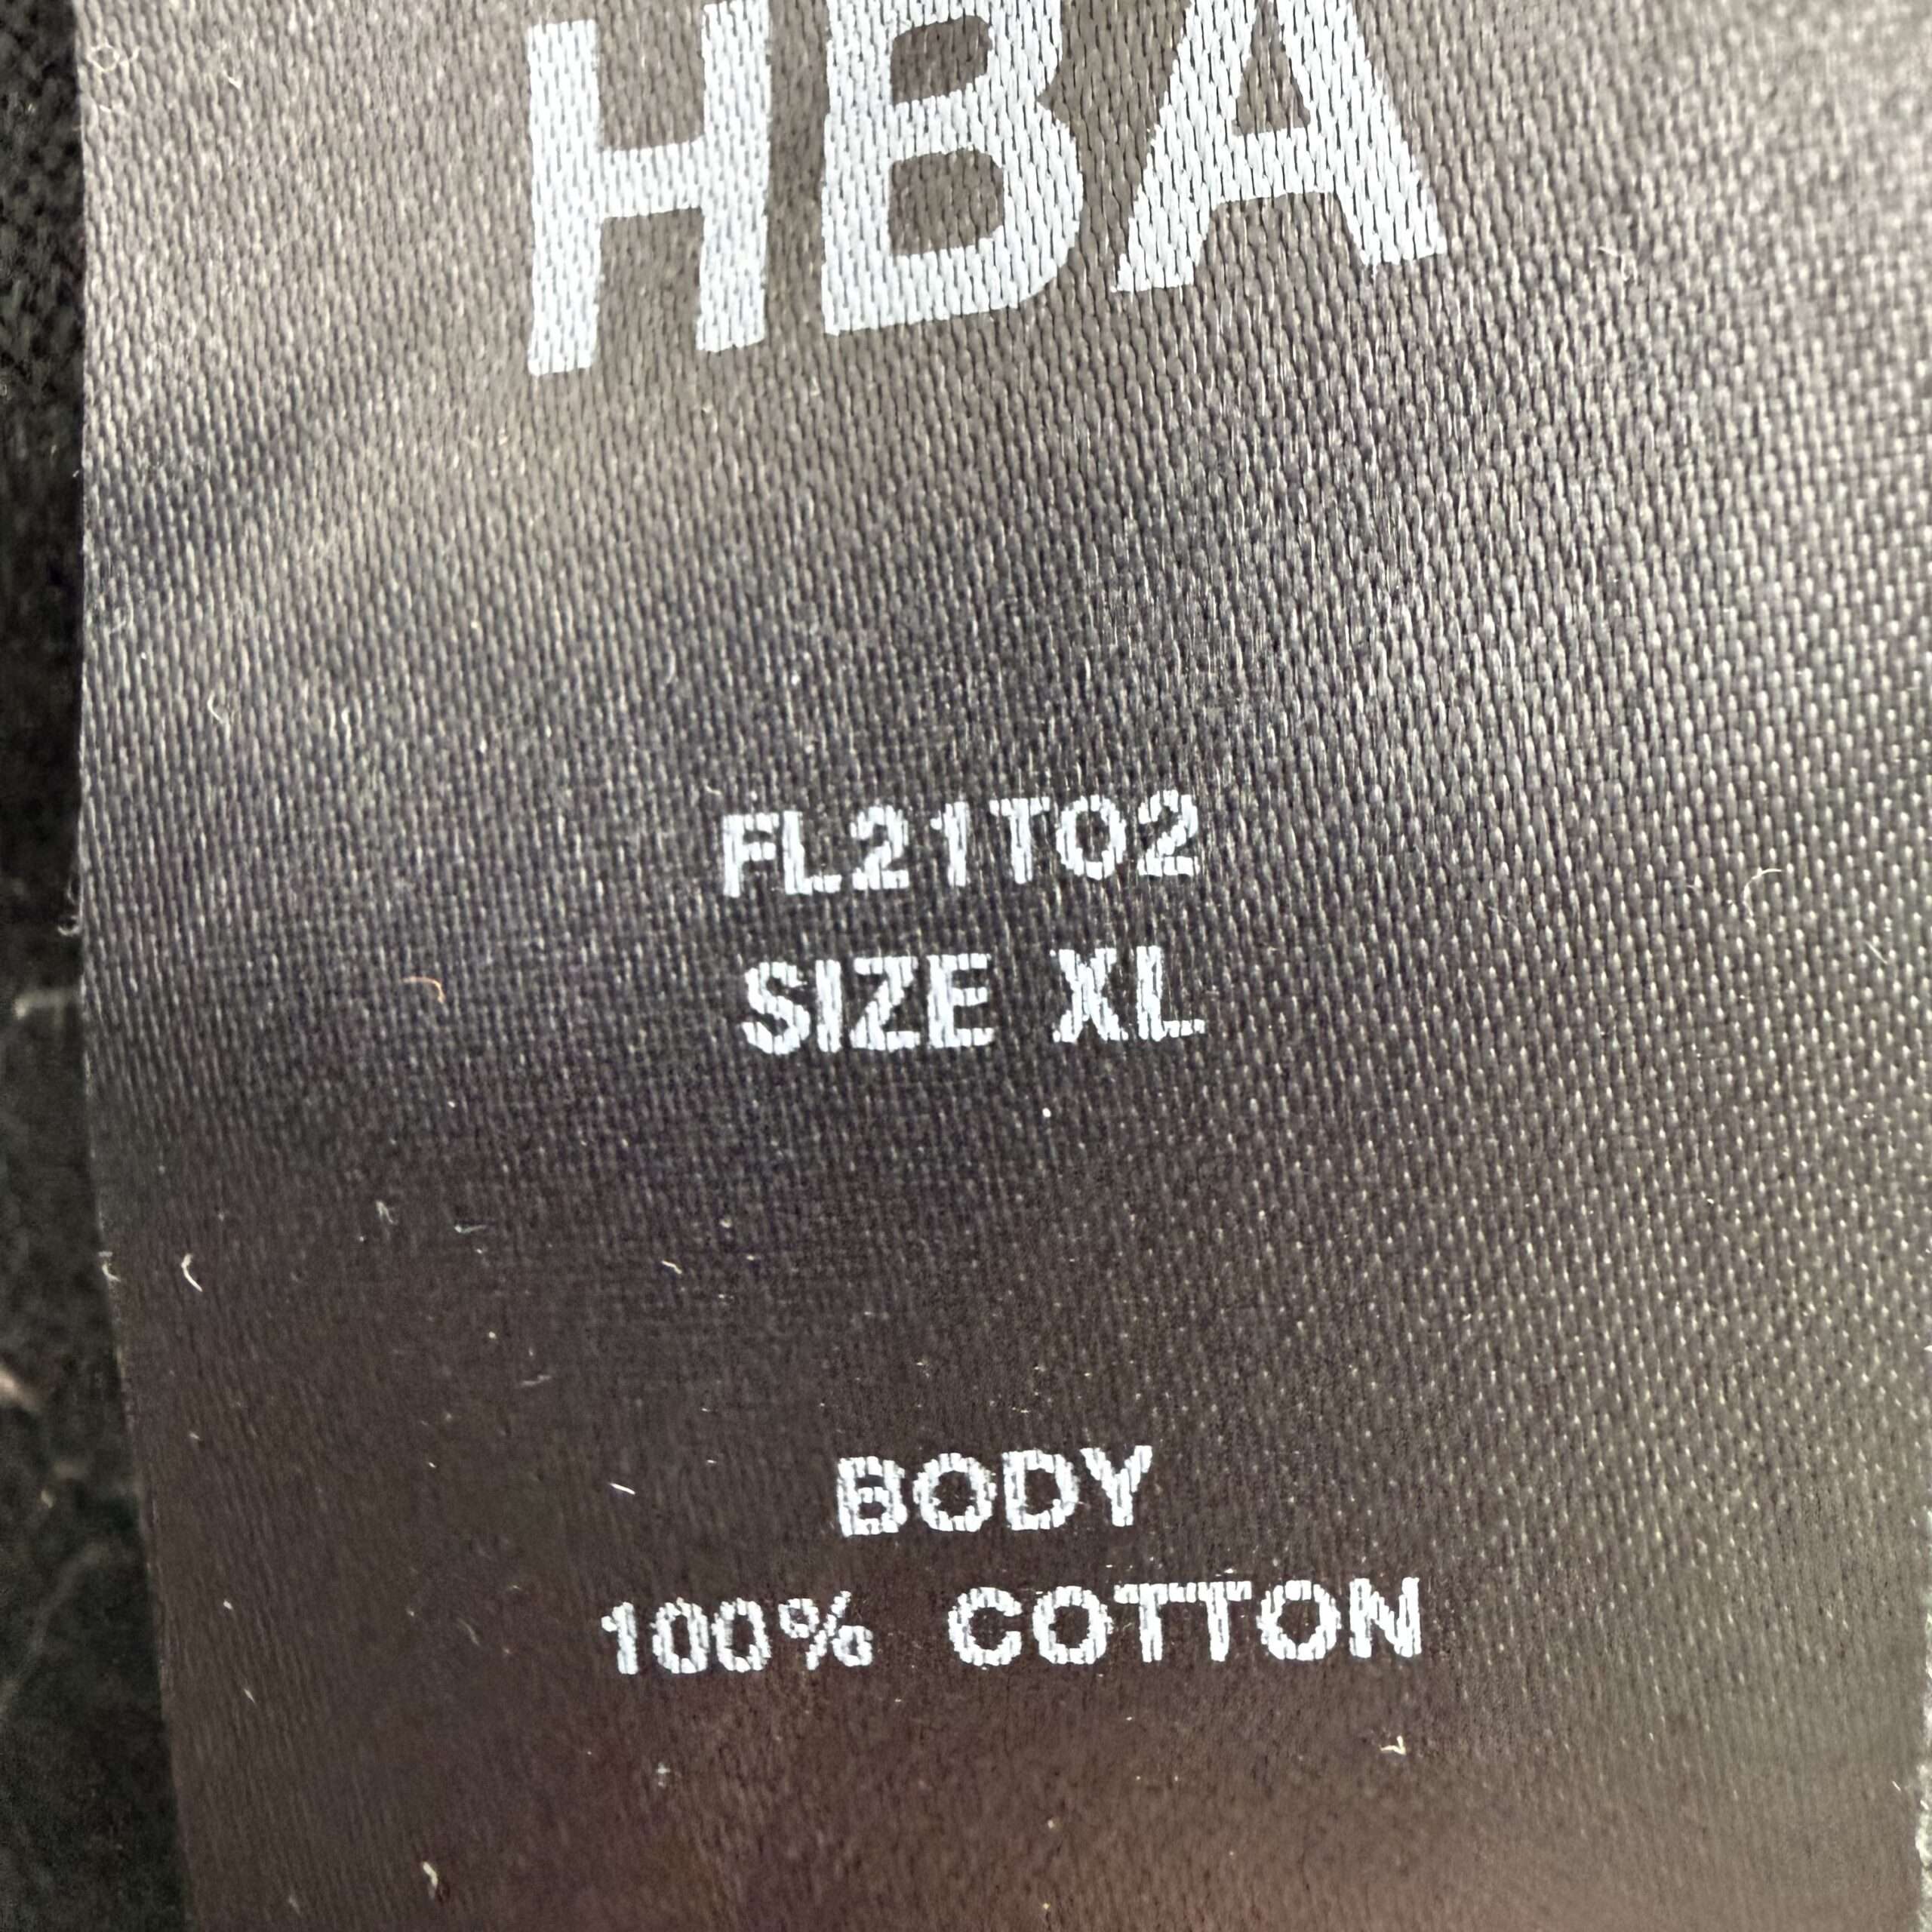 HBA
FL21T02
SIZE XL
BODY
100% COTTON